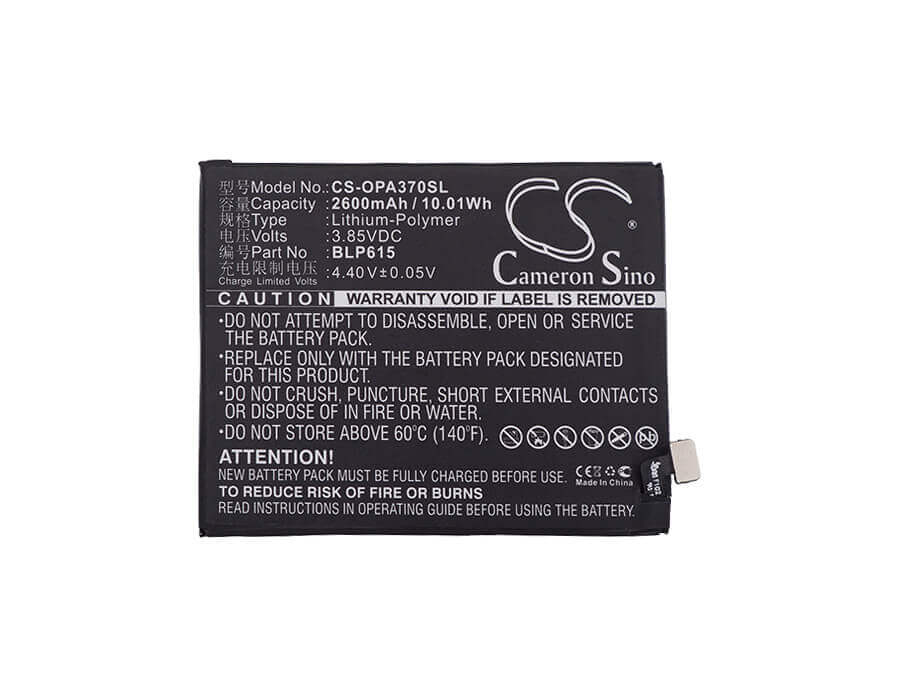 型号Model No.: CS-OPA370SL
容量Capacity: 2600mAh / 10.01Wh
规格Type: Lithium-Polymer
电压Volts: 3.85VDC
编号Part No: BLP615
充电限制电压: 4.40V±0.05V
Charge Limited Voltage
CS
®
Cameron Sino
CAUTION WARRANTY VOID IF LABEL IS REMOVED
•DO NOT ATTEMPT TO DISASSEMBLE, OPEN OR SERVICE
THE BATTERY PACK.
•REPLACE ONLY WITH THE BATTERY PACK DESIGNATED
FOR THIS PRODUCT.
•DO NOT CRUSH, PUNCTURE, SHORT EXTERNAL CONTACTS
OR DISPOSE OF IN FIRE OR WATER.
•DO NOT STORE ABOVE 60°C (140°F).
Pb
ATTENTION!
NEW BATTERY PACK MUST BE FULLY CHARGED BEFORE USE.
TO REDUCE RISK OF FIRE OR BURNS
READ INSTRUCTION IN OPERATING GUIDE BEFORE USING THE BATTERY.
CE
Made In China